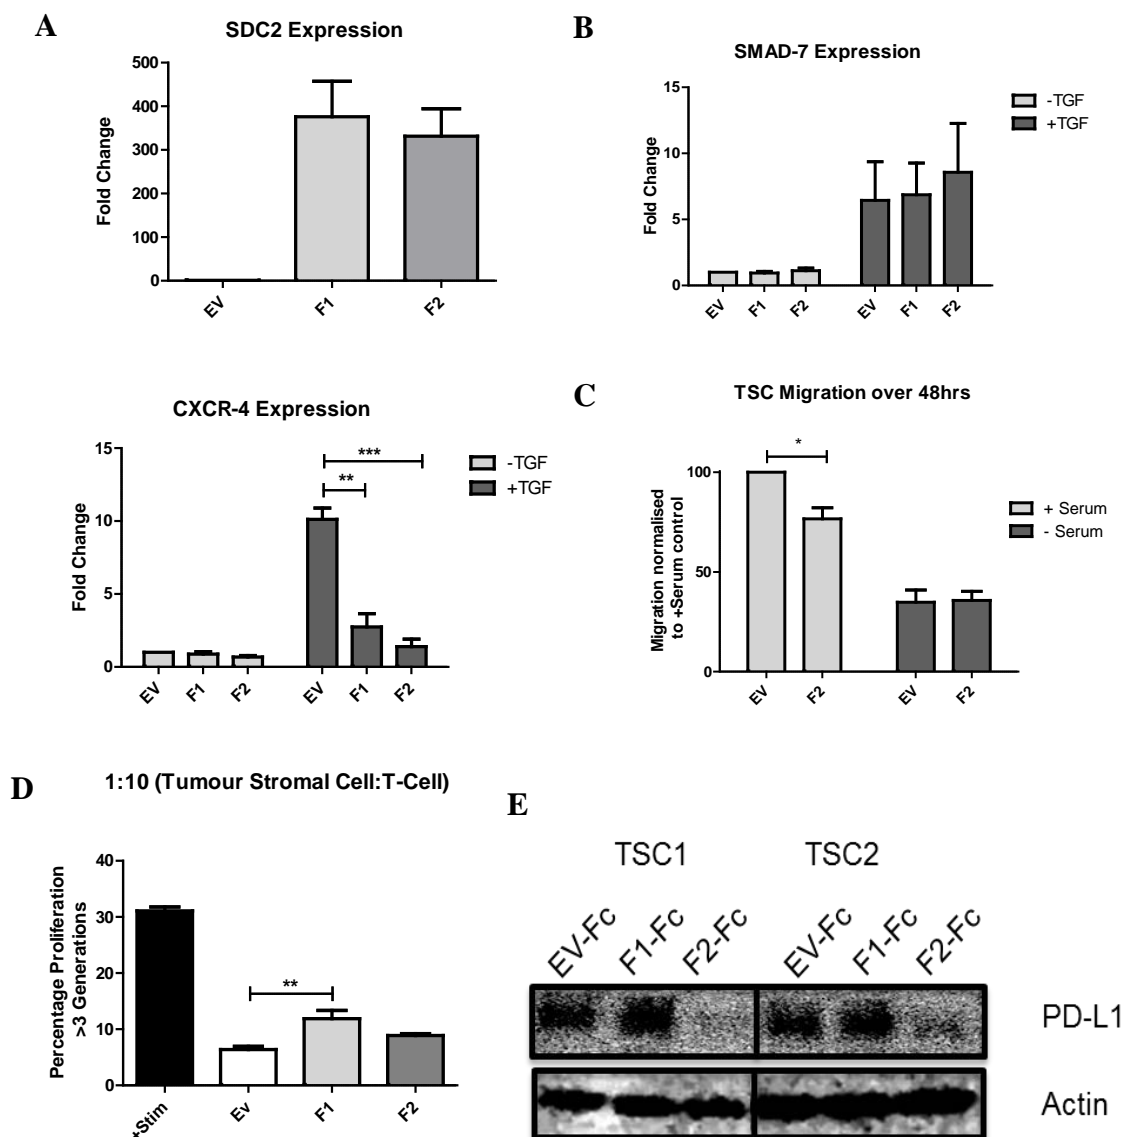 A
SDC2 Expression
Fold Change
500
400
300
200
100
0
EV
F1
F2
B
SMAD-7 Expression
Fold Change
15
10
5
0
EV
F1
F2
EV
F1
F2
-TGF
+TGF
CXCR-4 Expression
Fold Change
15
10
5
0
***
**
EV
F1
F2
EV
F1
F2
-TGF
+TGF
C
TSC Migration over 48hrs
Migration normalised
to +Serum control
100
50
0
*
EV
F2
EV
F2
+ Serum
- Serum
D
1:10 (Tumour Stromal Cell:T-Cell)
Percentage Proliferation
>3 Generations
40
30
20
10
0
**
+Stim
Ev
F1
F2
E
TSC1
TSC2
EV-Fc
F1-Fc
F2-Fc
EV-Fc
F1-Fc
F2-Fc
PD-L1
Actin